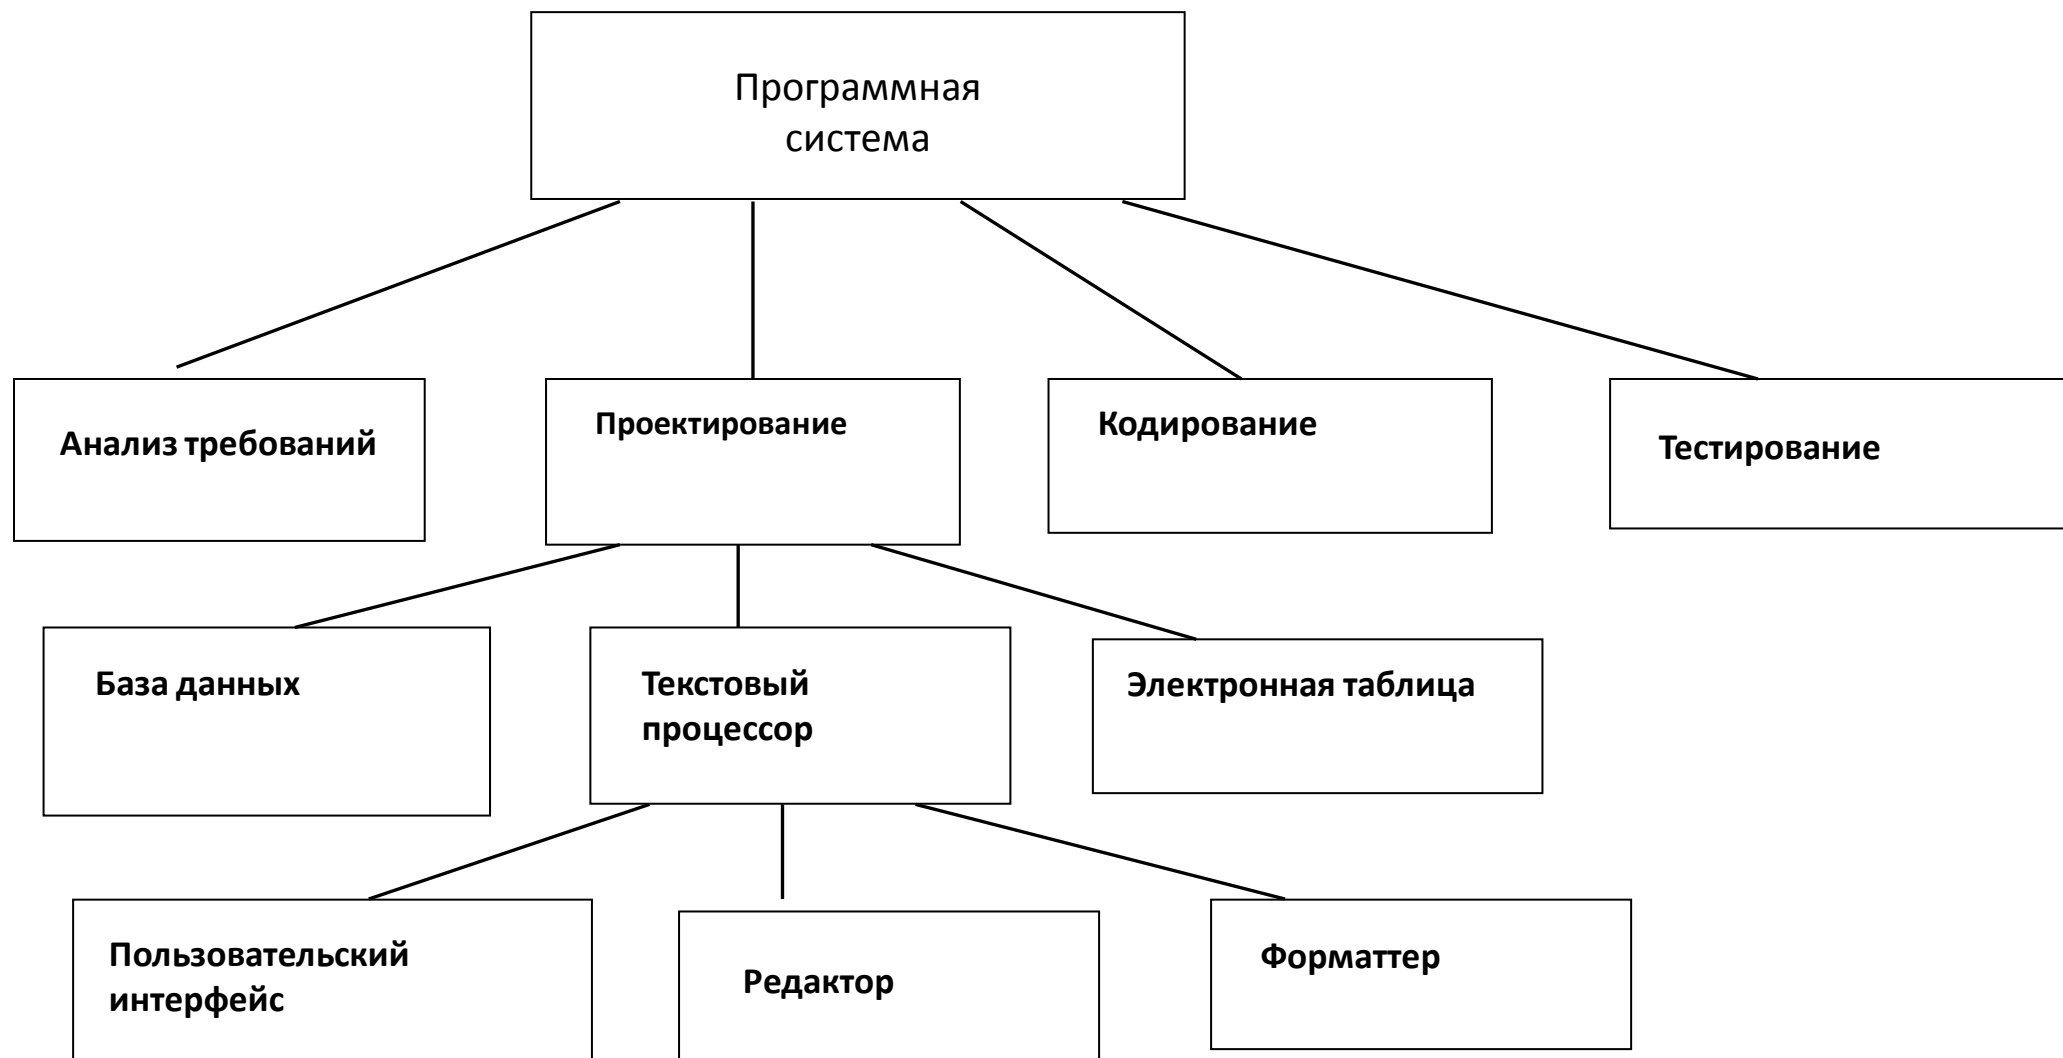 Программная
система
Анализ требований
Проектирование
Кодирование
Тестирование
База данных
Текстовый
процессор
Электронная таблица
Пользовательский
интерфейс
Редактор
Форматтер